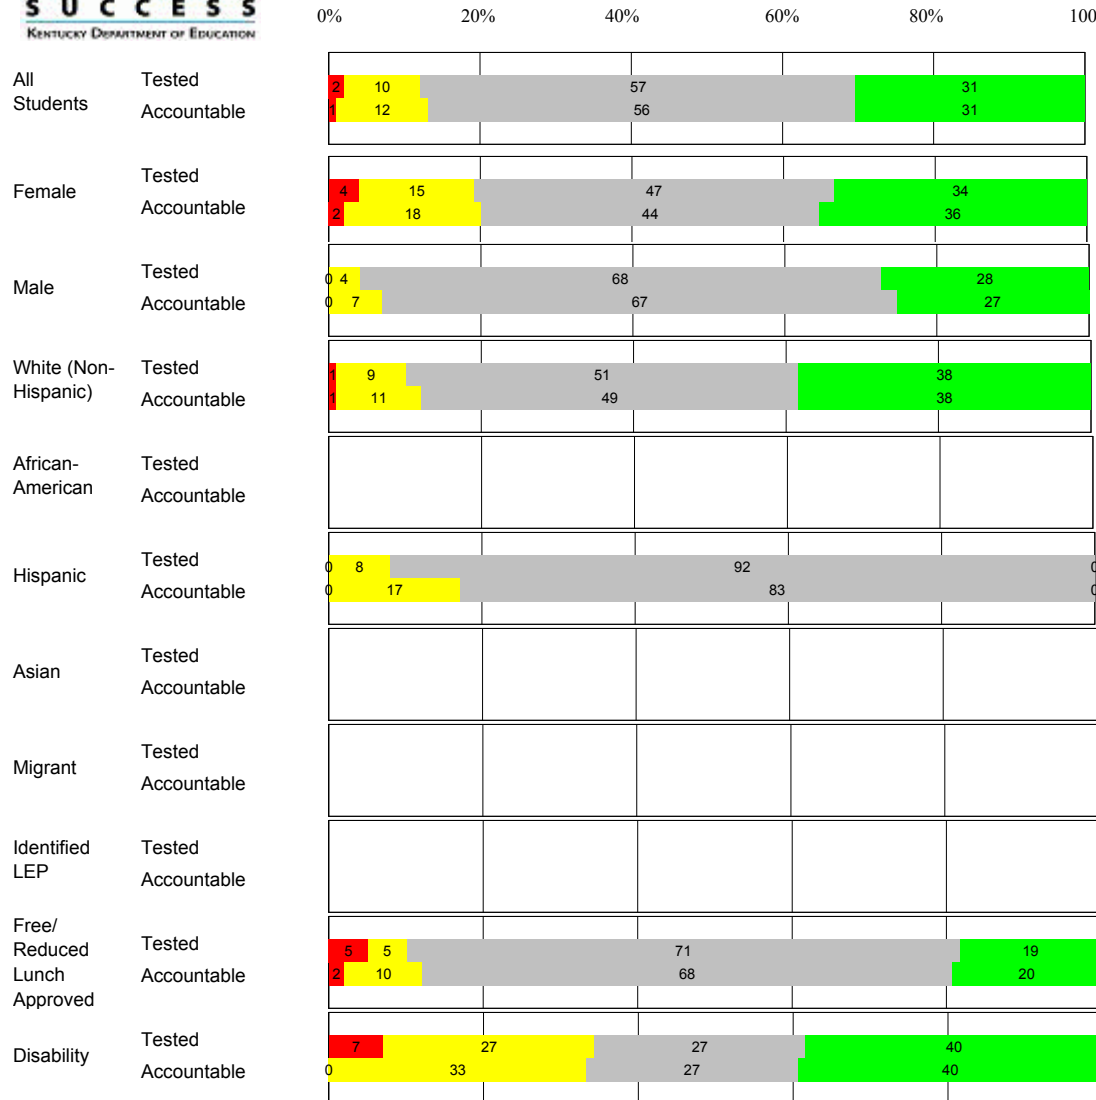 SUCCESS
KENTUCKY DEPARTMENT OF EDUCATION
0% 20% 40% 60% 80% 100
All Students
Tested 2 10 57 31
Accountable 1 12 56 31
Female
Tested 4 15 47 34
Accountable 2 18 44 36
Male
Tested 0 4 68 28
Accountable 0 7 67 27
White (Non-
Hispanic)
Tested 1 9 51 38
Accountable 1 11 49 38
African-
American
Tested
Accountable
Hispanic
Tested 0 8 92 0
Accountable 0 17 83 0
Asian
Tested
Accountable
Migrant
Tested
Accountable
Identified
LEP
Tested
Accountable
Free/
Reduced
Lunch
Approved
Tested 5 5 71 19
Accountable 2 10 68 20
Disability
Tested 7 27 27 40
Accountable 0 33 27 40